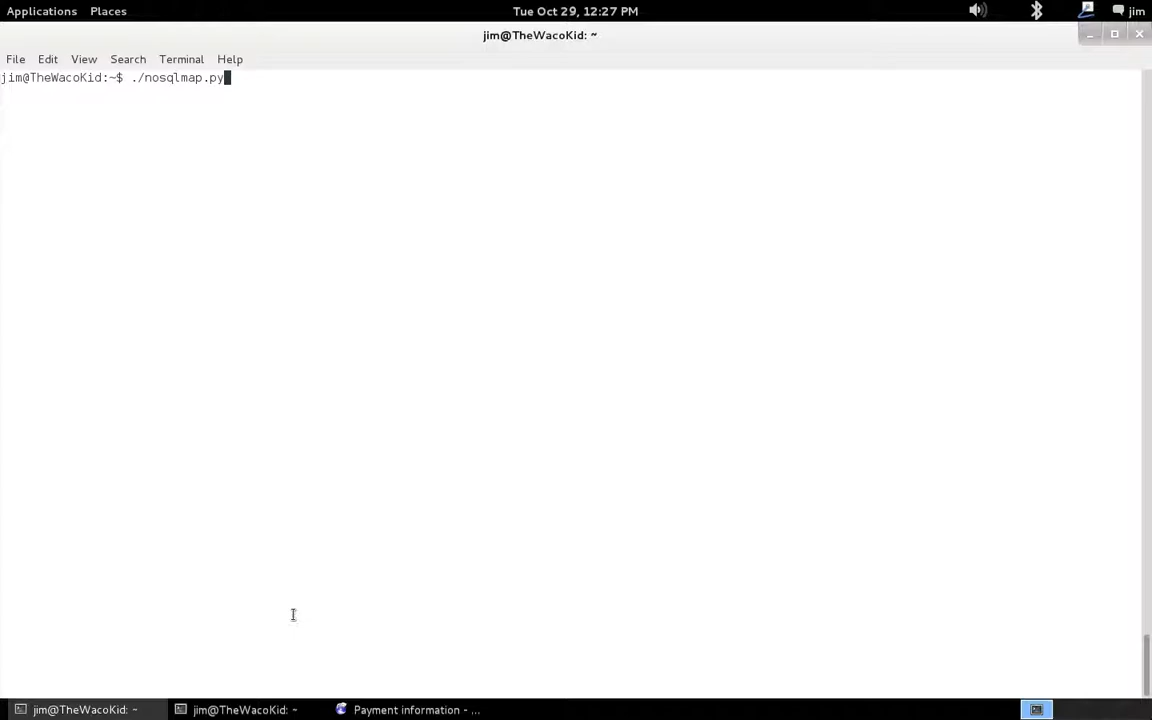 Applications Places Tue Oct 29, 12:27 PM jim
jim@TheWacoKid: ~
File Edit View Search Terminal Help
jim@TheWacoKid:~$ ./nosqlmap.py
jim@TheWacoKid: ~ jim@TheWacoKid: ~ Payment information - ...